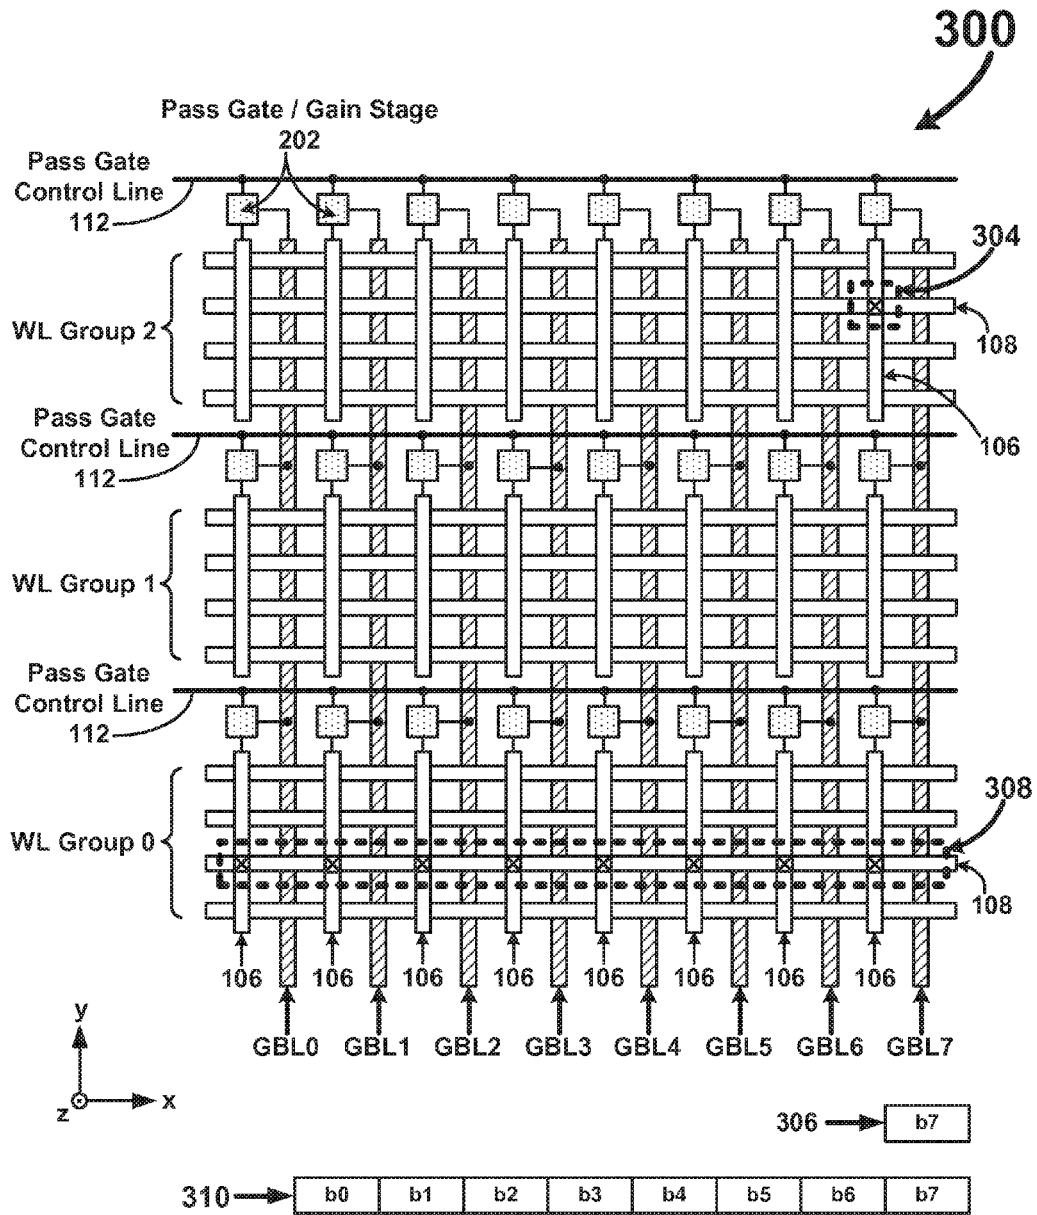 300
Pass Gate / Gain Stage
202
Pass Gate
Control Line
112
304
WL Group 2
108
Pass Gate
Control Line
112
106
WL Group 1
Pass Gate
Control Line
112
308
WL Group 0
108
106 106 106 106 106 106 106 106
GBL0 GBL1 GBL2 GBL3 GBL4 GBL5 GBL6 GBL7
y
z x
306 b7
310 b0 b1 b2 b3 b4 b5 b6 b7